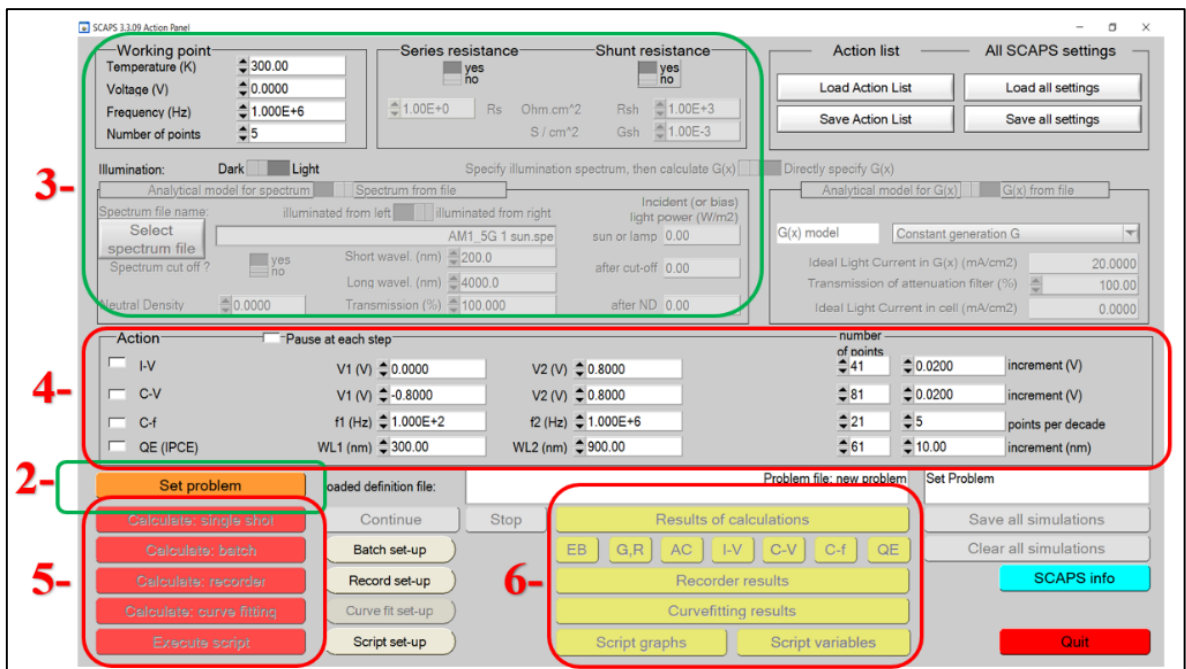 SCAPS 3.3.09 Action Panel
Working point
Temperature (K) 300.00
Voltage (V) 0.0000
Frequency (Hz) 1.000E+6
Number of points 5
Series resistance
yes
no
1.00E+0 Rs Ohm.cm^2
S / cm^2
Shunt resistance
yes
no
Rsh 1.00E+3
Gsh 1.00E-3
Action list
All SCAPS settings
Load Action List
Load all settings
Save Action List
Save all settings
3-
Illumination: Dark Light
Specify illumination spectrum, then calculate G(x) Directly specify G(x)
Analytical model for spectrum Spectrum from file
Spectrum file name: illuminated from left illuminated from right
Select
spectrum file
AM1_5G 1 sun.spe
Spectrum cut off ?
yes
no
Short wavel. (nm) 200.0
Long wavel. (nm) 4000.0
Neutral Density 0.0000
Transmission (%) 100.000
Incident (or bias)
light power (W/m2)
sun or lamp 0.00
after cut-off 0.00
after ND 0.00
Analytical model for G(x) G(x) from file
G(x) model Constant generation G
Ideal Light Current in G(x) (mA/cm2) 20.0000
Transmission of attenuation filter (%) 100.00
Ideal Light Current in cell (mA/cm2) 0.0000
4-
Action
Pause at each step
number
of points
I-V V1 (V) 0.0000 V2 (V) 0.8000 41 0.0200 increment (V)
C-V V1 (V) -0.8000 V2 (V) 0.8000 81 0.0200 increment (V)
C-f f1 (Hz) 1.000E+2 f2 (Hz) 1.000E+6 21 5 points per decade
QE (IPCE) WL1 (nm) 300.00 WL2 (nm) 900.00 61 10.00 increment (nm)
2-
Set problem
loaded definition file:
Problem file: new problem
Set Problem
5-
Calculate: single shot
Continue
Stop
Results of calculations
Save all simulations
Calculate: batch
Batch set-up
EB G,R AC I-V C-V C-f QE
Clear all simulations
Calculate: recorder
Record set-up
6-
Recorder results
SCAPS info
Calculate: curve fitting
Curve fit set-up
Curvefitting results
Execute script
Script set-up
Script graphs
Script variables
Quit